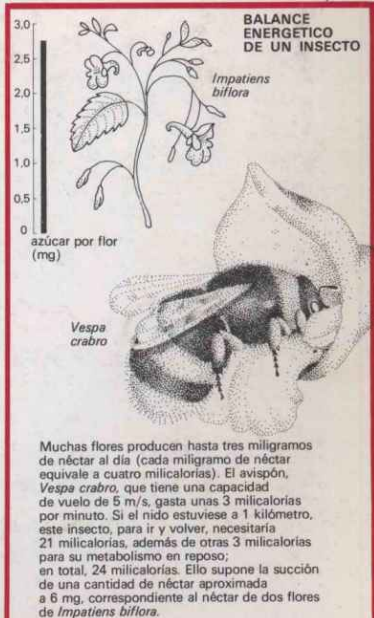 BALANCE
ENERGETICO
DE UN INSECTO
3,0
2,5
2,0
1,5
1,0
0,5
0
azúcar por flor
(mg)
Impatiens
biflora
Vespa
crabro
Muchas flores producen hasta tres miligramos
de néctar al día (cada miligramo de néctar
equivale a cuatro milicalorías). El avispón,
Vespa crabro, que tiene una capacidad
de vuelo de 5 m/s, gasta unas 3 milicalorías
por minuto. Si el nido estuviese a 1 kilómetro,
este insecto, para ir y volver, necesitaría
21 milicalorías, además de otras 3 milicalorías
para su metabolismo en reposo;
en total, 24 milicalorías. Ello supone la succión
de una cantidad de néctar aproximada
a 6 mg, correspondiente al néctar de dos flores
de Impatiens biflora.